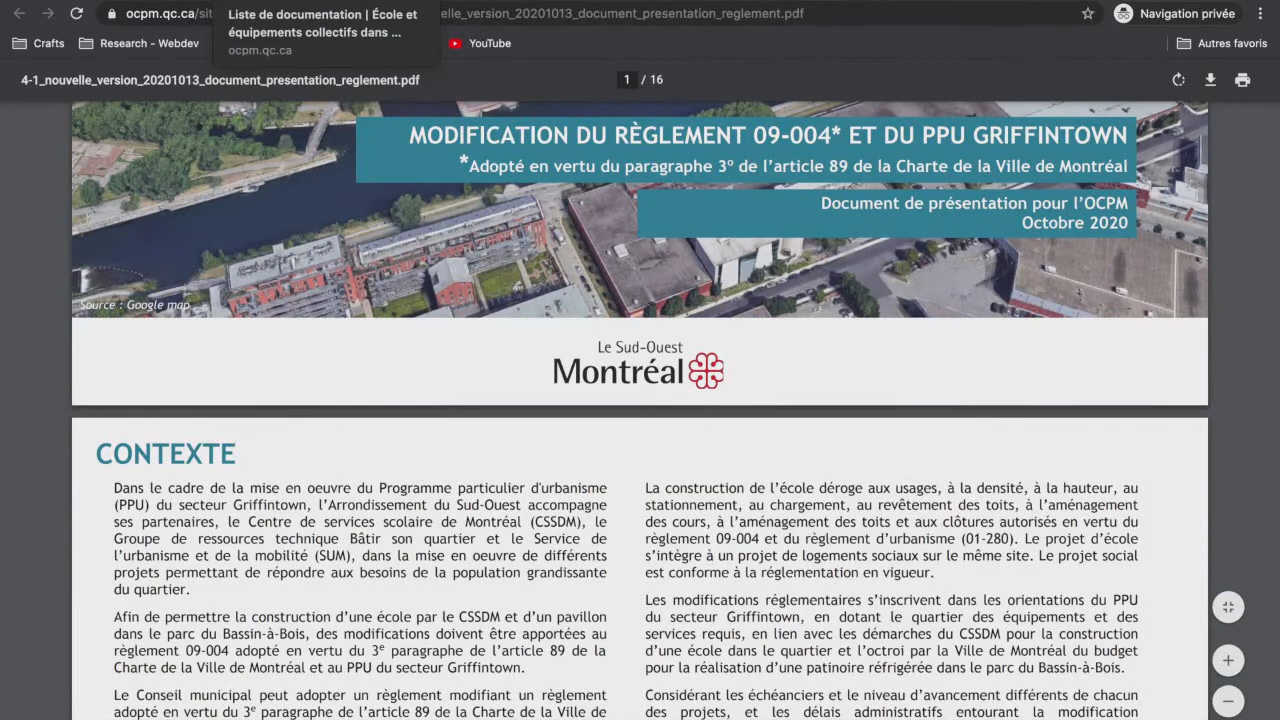 ocpm.qc.ca/sit
elle_version_20201013_document_presentation_reglement.pdf
Navigation privée
Liste de documentation | École et
équipements collectifs dans ...
ocpm.qc.ca
Crafts
Research - Webdev
YouTube
Autres favoris
4-1_nouvelle_version_20201013_document_presentation_reglement.pdf
1 / 16
MODIFICATION DU RÈGLEMENT 09-004* ET DU PPU GRIFFINTOWN
*Adopté en vertu du paragraphe 3º de l’article 89 de la Charte de la Ville de Montréal
Document de présentation pour l’OCPM
Octobre 2020
Source : Google map
Le Sud-Ouest
Montréal
CONTEXTE
Dans le cadre de la mise en oeuvre du Programme particulier d'urbanisme
(PPU) du secteur Griffintown, l’Arrondissement du Sud-Ouest accompagne
ses partenaires, le Centre de services scolaire de Montréal (CSSDM), le
Groupe de ressources technique Bâtir son quartier et le Service de
l’urbanisme et de la mobilité (SUM), dans la mise en oeuvre de différents
projets permettant de répondre aux besoins de la population grandissante
du quartier.
Afin de permettre la construction d’une école par le CSSDM et d’un pavillon
dans le parc du Bassin-à-Bois, des modifications doivent être apportées au
règlement 09-004 adopté en vertu du 3e paragraphe de l’article 89 de la
Charte de la Ville de Montréal et au PPU du secteur Griffintown.
Le Conseil municipal peut adopter un règlement modifiant un règlement
adopté en vertu du 3e paragraphe de l’article 89 de la Charte de la Ville de
La construction de l’école déroge aux usages, à la densité, à la hauteur, au
stationnement, au chargement, au revêtement des toits, à l’aménagement
des cours, à l’aménagement des toits et aux clôtures autorisés en vertu du
règlement 09-004 et du règlement d’urbanisme (01-280). Le projet d’école
s’intègre à un projet de logements sociaux sur le même site. Le projet social
est conforme à la réglementation en vigueur.
Les modifications réglementaires s’inscrivent dans les orientations du PPU
du secteur Griffintown, en dotant le quartier des équipements et des
services requis, en lien avec les démarches du CSSDM pour la construction
d’une école dans le quartier et l’octroi par la Ville de Montréal du budget
pour la réalisation d’une patinoire réfrigérée dans le parc du Bassin-à-Bois.
Considérant les échéanciers et le niveau d’avancement différents de chacun
des projets, et les délais administratifs entourant la modification